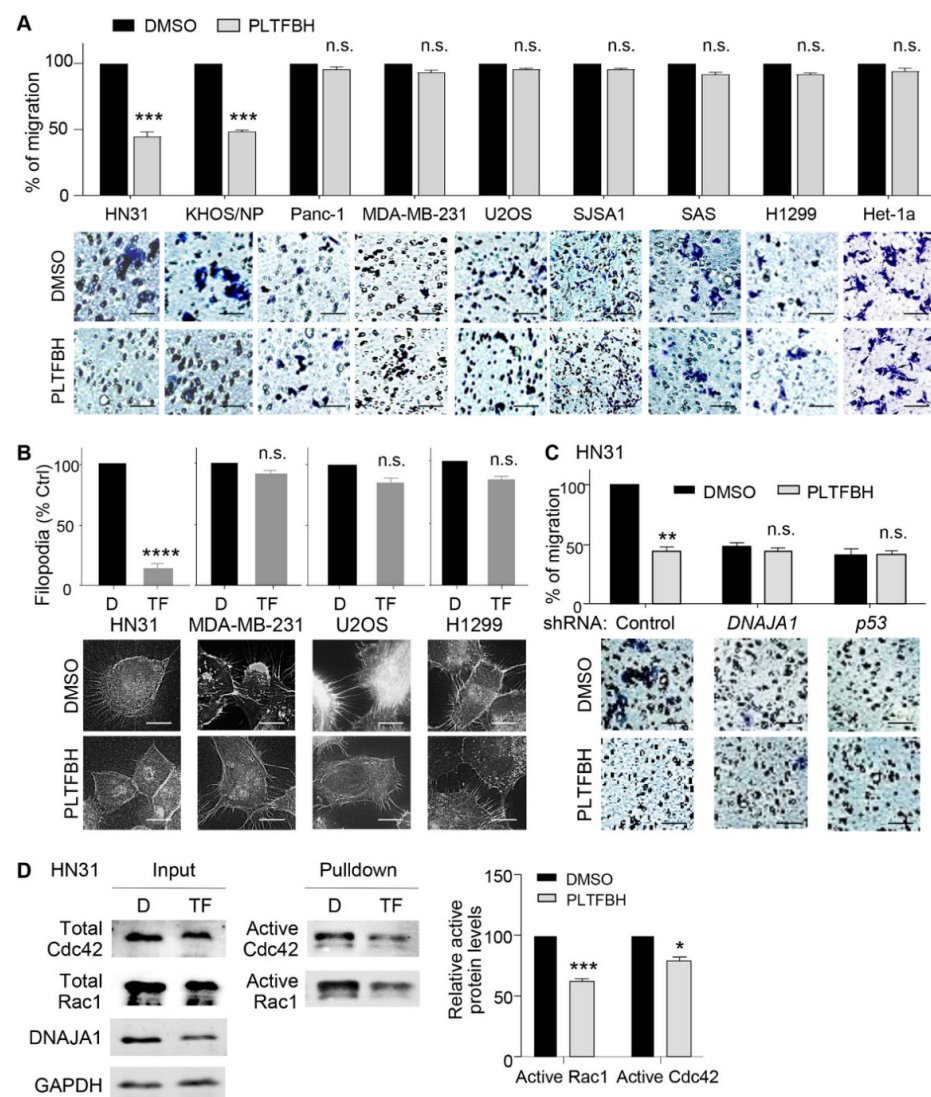 A
DMSO PLTFBH
n.s. n.s. n.s. n.s. n.s. n.s. n.s.
*** ***
100
50
0
% of migration
HN31 KHOS/NP Panc-1 MDA-MB-231 U2OS SJSA1 SAS H1299 Het-1a
DMSO
PLTFBH
B
100
50
0
Filopodia (% Ctrl)
**** n.s. n.s. n.s.
D TF D TF D TF D TF
HN31 MDA-MB-231 U2OS H1299
DMSO
PLTFBH
C HN31
DMSO PLTFBH
100
50
0
% of migration
** n.s. n.s.
shRNA: Control DNAJA1 p53
DMSO
PLTFBH
D HN31
Input Pulldown
D TF D TF
Total
Cdc42
Active
Cdc42
Total
Rac1
Active
Rac1
DNAJA1
GAPDH
150
100
50
0
Relative active
protein levels
DMSO
PLTFBH
*** *
Active Rac1 Active Cdc42